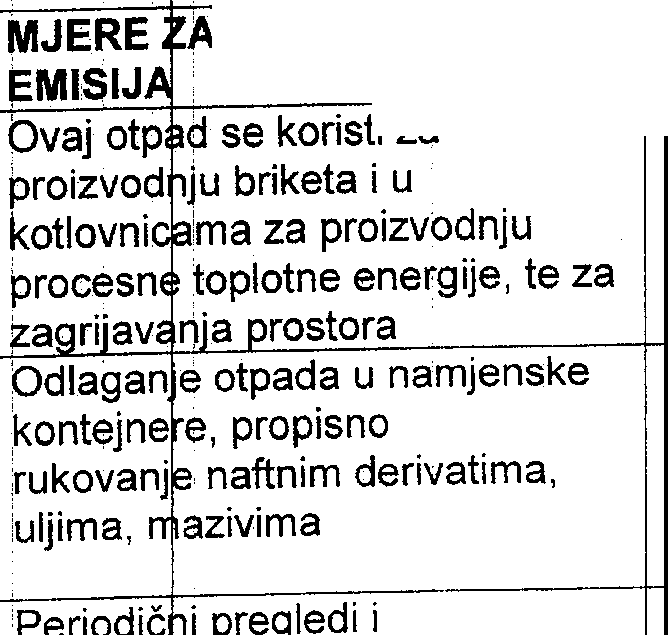 MJERE ZA
EMISIJA
Ovaj otpad se
proizvodnju briketa i u
kotlovnicama za proizvodnju
procesne toplotne energije, te za
zagrijavanja prostora
Odlaganje otpada u namjenske
kontejnere, propisno
rukovanje naftnim derivatima,
uljima, mazivima
Periodični pregledi i